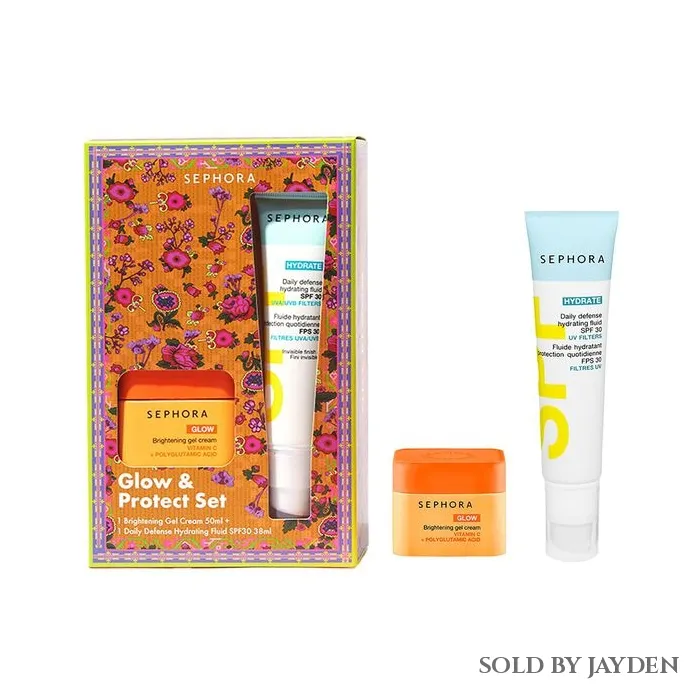 SEPHORA
SEPHORA
HYDRATE
Daily defense
hydrating fluid
SPF 30
UVA/UVB FILTERS
Fluide hydratant
protection quotidienne
FPS 30
FILTRES UVA/UVB
Invisible finish
Fini invisible
SEPHORA
GLOW
Brightening gel cream
VITAMIN C
+ POLYGLUTAMIC ACID
Glow &
Protect Set
1 Brightening Gel Cream 50ml +
1 Daily Defense Hydrating Fluid SPF30 38ml
SEPHORA
GLOW
Brightening gel cream
VITAMIN C
+ POLYGLUTAMIC ACID
SEPHORA
HYDRATE
Daily defense
hydrating fluid
SPF 30
UV FILTERS
Fluide hydratant
protection quotidienne
FPS 30
FILTRES UV
SPF
SOLD BY JAYDEN